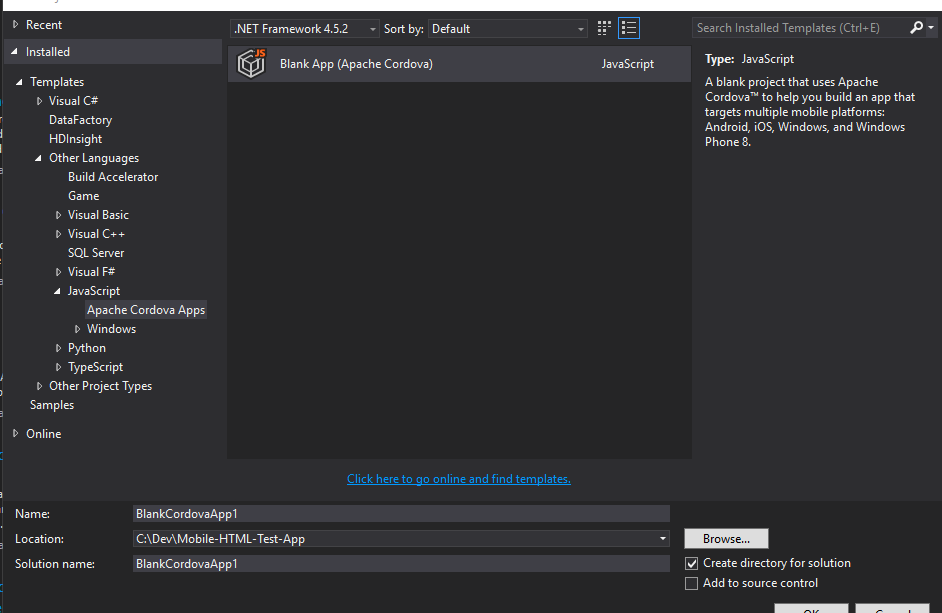 Recent
.NET Framework 4.5.2
Sort by:
Default
Search Installed Templates (Ctrl+E)
Installed
Templates
Visual C#
DataFactory
HDInsight
Other Languages
Build Accelerator
Game
Visual Basic
Visual C++
SQL Server
Visual F#
JavaScript
Apache Cordova Apps
Windows
Python
TypeScript
Other Project Types
Samples
Online
JS
Blank App (Apache Cordova)
JavaScript
Click here to go online and find templates.
Type: JavaScript
A blank project that uses Apache
Cordova™ to help you build an app that
targets multiple mobile platforms:
Android, iOS, Windows, and Windows
Phone 8.
Name:
BlankCordovaApp1
Location:
C:\Dev\Mobile-HTML-Test-App
Browse...
Solution name:
BlankCordovaApp1
Create directory for solution
Add to source control
OK
Cancel